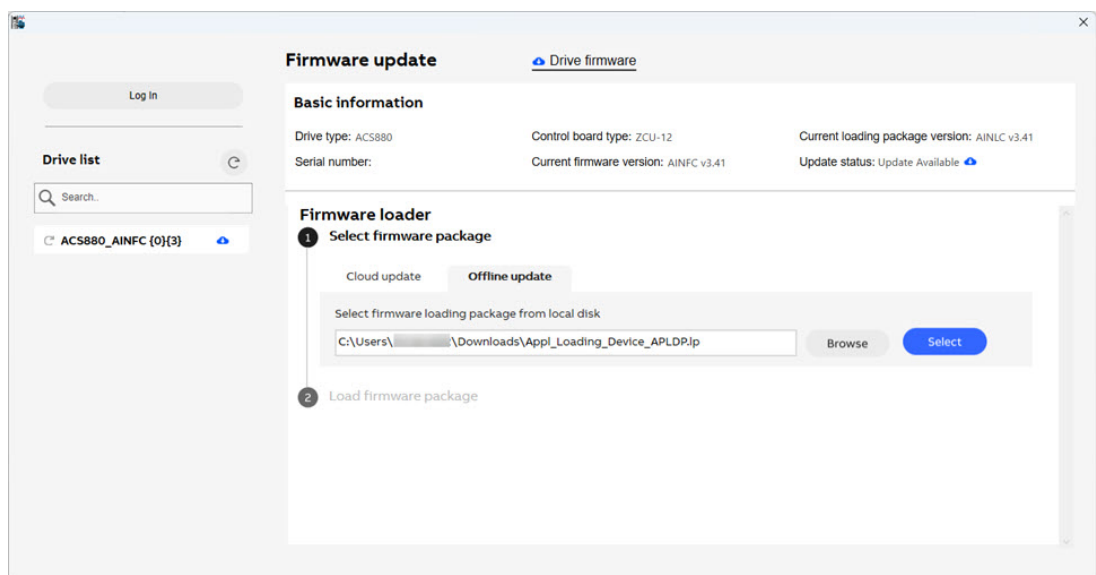 Firmware update
Drive firmware
Log In
Drive list
Search..
ACS880_AINFC {0}{3}
Basic information
Drive type: ACS880
Control board type: ZCU-12
Current loading package version: AINLC v3.41
Serial number:
Current firmware version: AINFC v3.41
Update status: Update Available
Firmware loader
1 Select firmware package
Cloud update
Offline update
Select firmware loading package from local disk
C:\Users\ \Downloads\Appl_Loading_Device_APLDP.lp
Browse
Select
2 Load firmware package